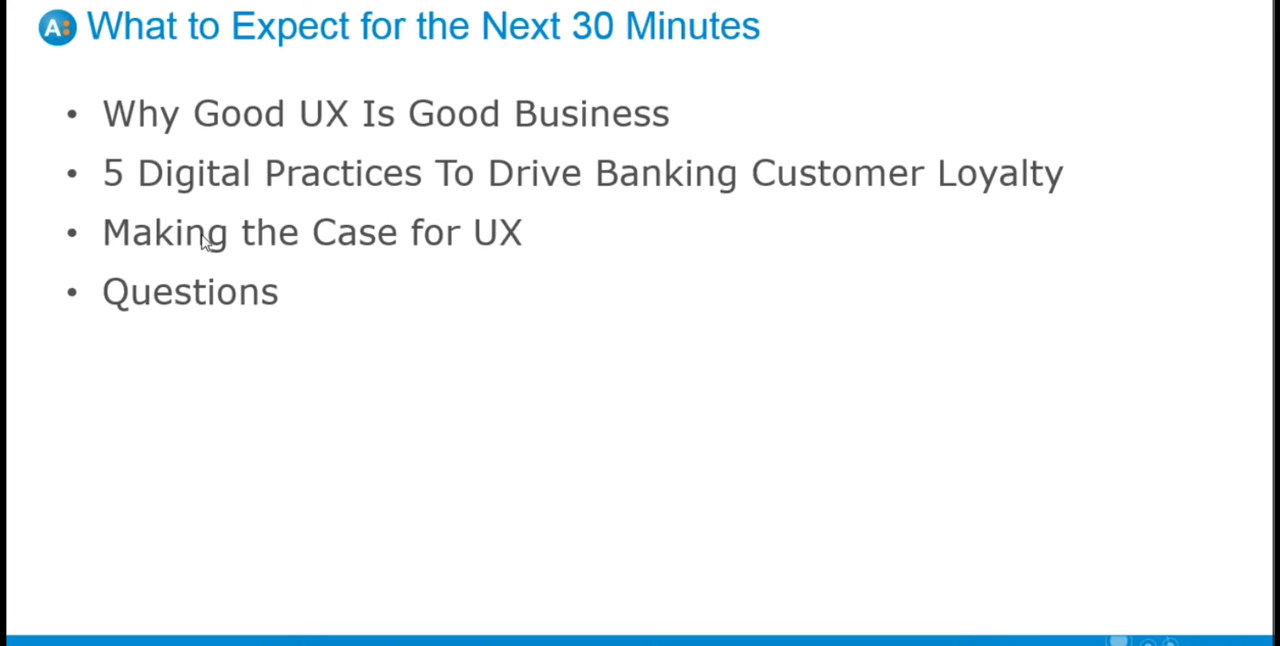 A: What to Expect for the Next 30 Minutes
• Why Good UX Is Good Business
• 5 Digital Practices To Drive Banking Customer Loyalty
• Making the Case for UX
• Questions